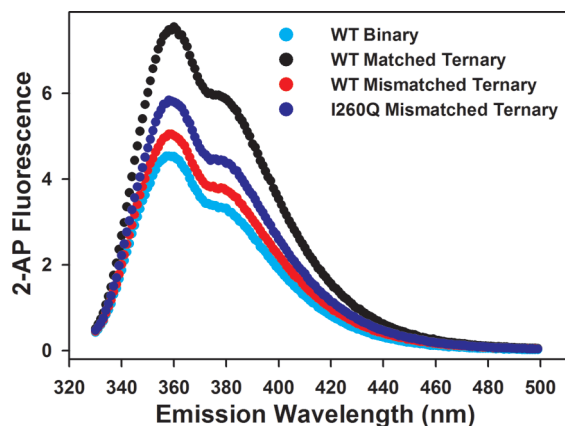 WT Binary
WT Matched Ternary
WT Mismatched Ternary
I260Q Mismatched Ternary
2-AP Fluorescence
6
4
2
0
320 340 360 380 400 420 440 460 480 500
Emission Wavelength (nm)